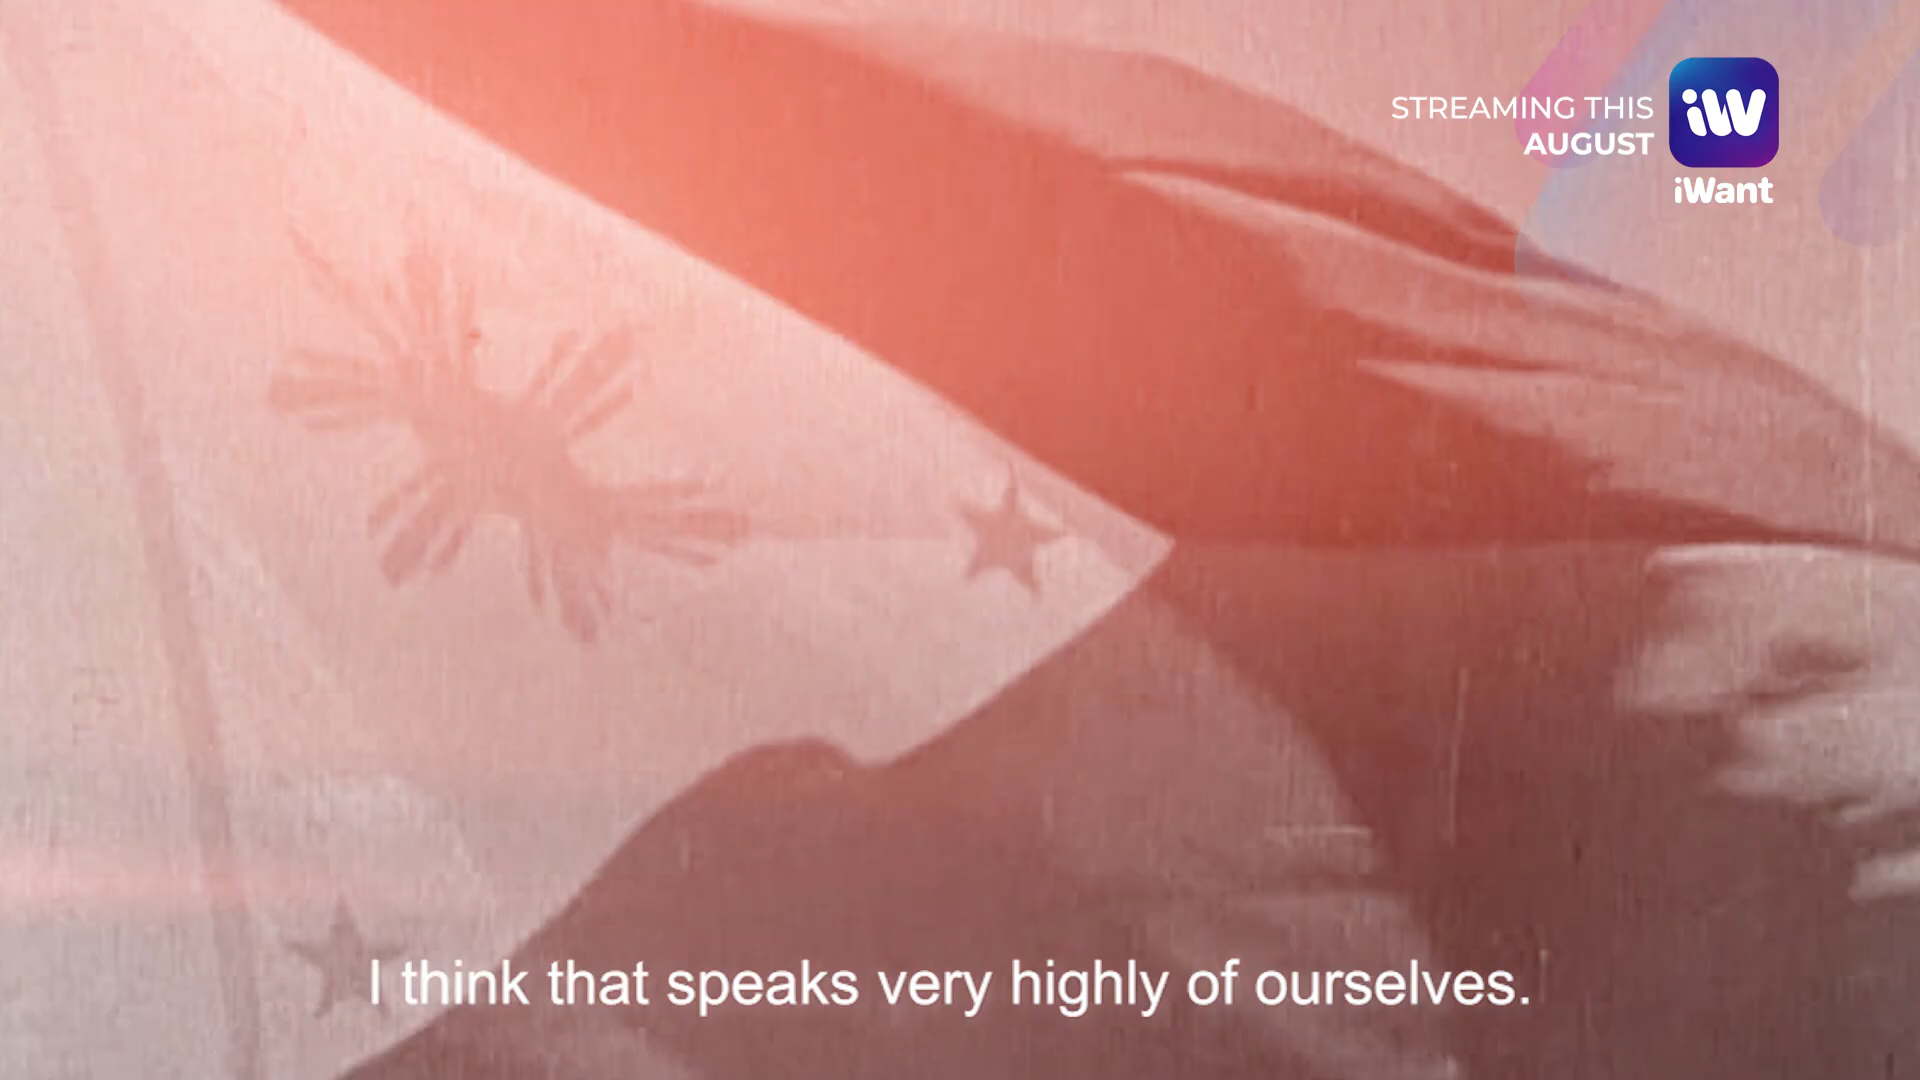 STREAMING THIS
AUGUST
iW
iWant
I think that speaks very highly of ourselves.